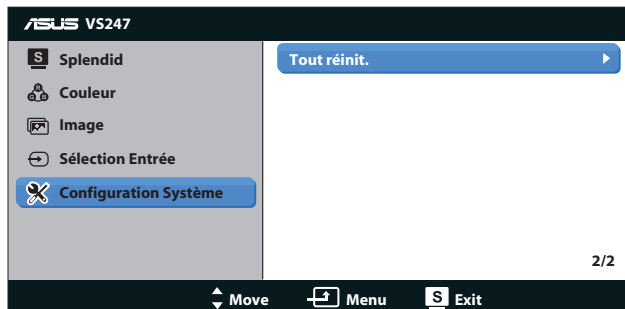 ASUS VS247
S Splendid
Couleur
Image
Sélection Entrée
Configuration Système
Tout réinit.
2/2
Move Menu S Exit